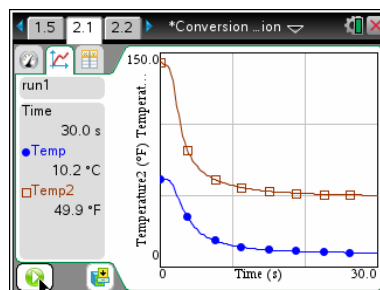 1.5 2.1 2.2 *Conversion ...ion
run1
Time
30.0 s
Temp
10.2 °C
Temp2
49.9 °F
150.0
Temperature2 (°F) Temperat...
0
0 Time (s) 30.0